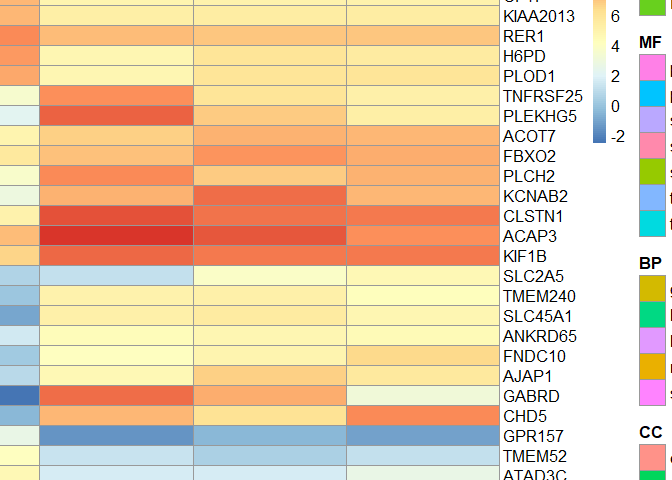 KIAA2013
RER1
H6PD
PLOD1
TNFRSF25
PLEKHG5
ACOT7
FBXO2
PLCH2
KCNAB2
CLSTN1
ACAP3
KIF1B
SLC2A5
TMEM240
SLC45A1
ANKRD65
FNDC10
AJAP1
GABRD
CHD5
GPR157
TMEM52
ATAD3C
6
4
2
0
-2
MF
BP
CC